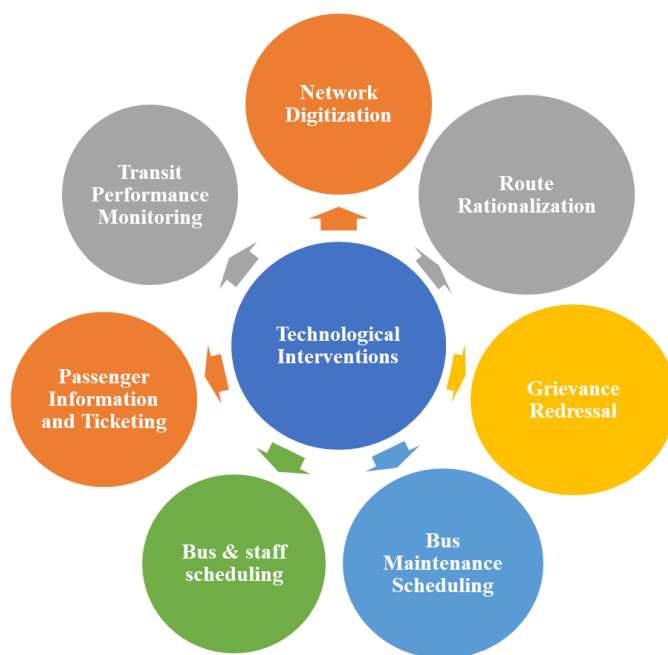 Network
Digitization
Route
Rationalization
Grievance
Redressal
Bus
Maintenance
Scheduling
Bus & staff
scheduling
Passenger
Information
and Ticketing
Transit
Performance
Monitoring
Technological
Interventions